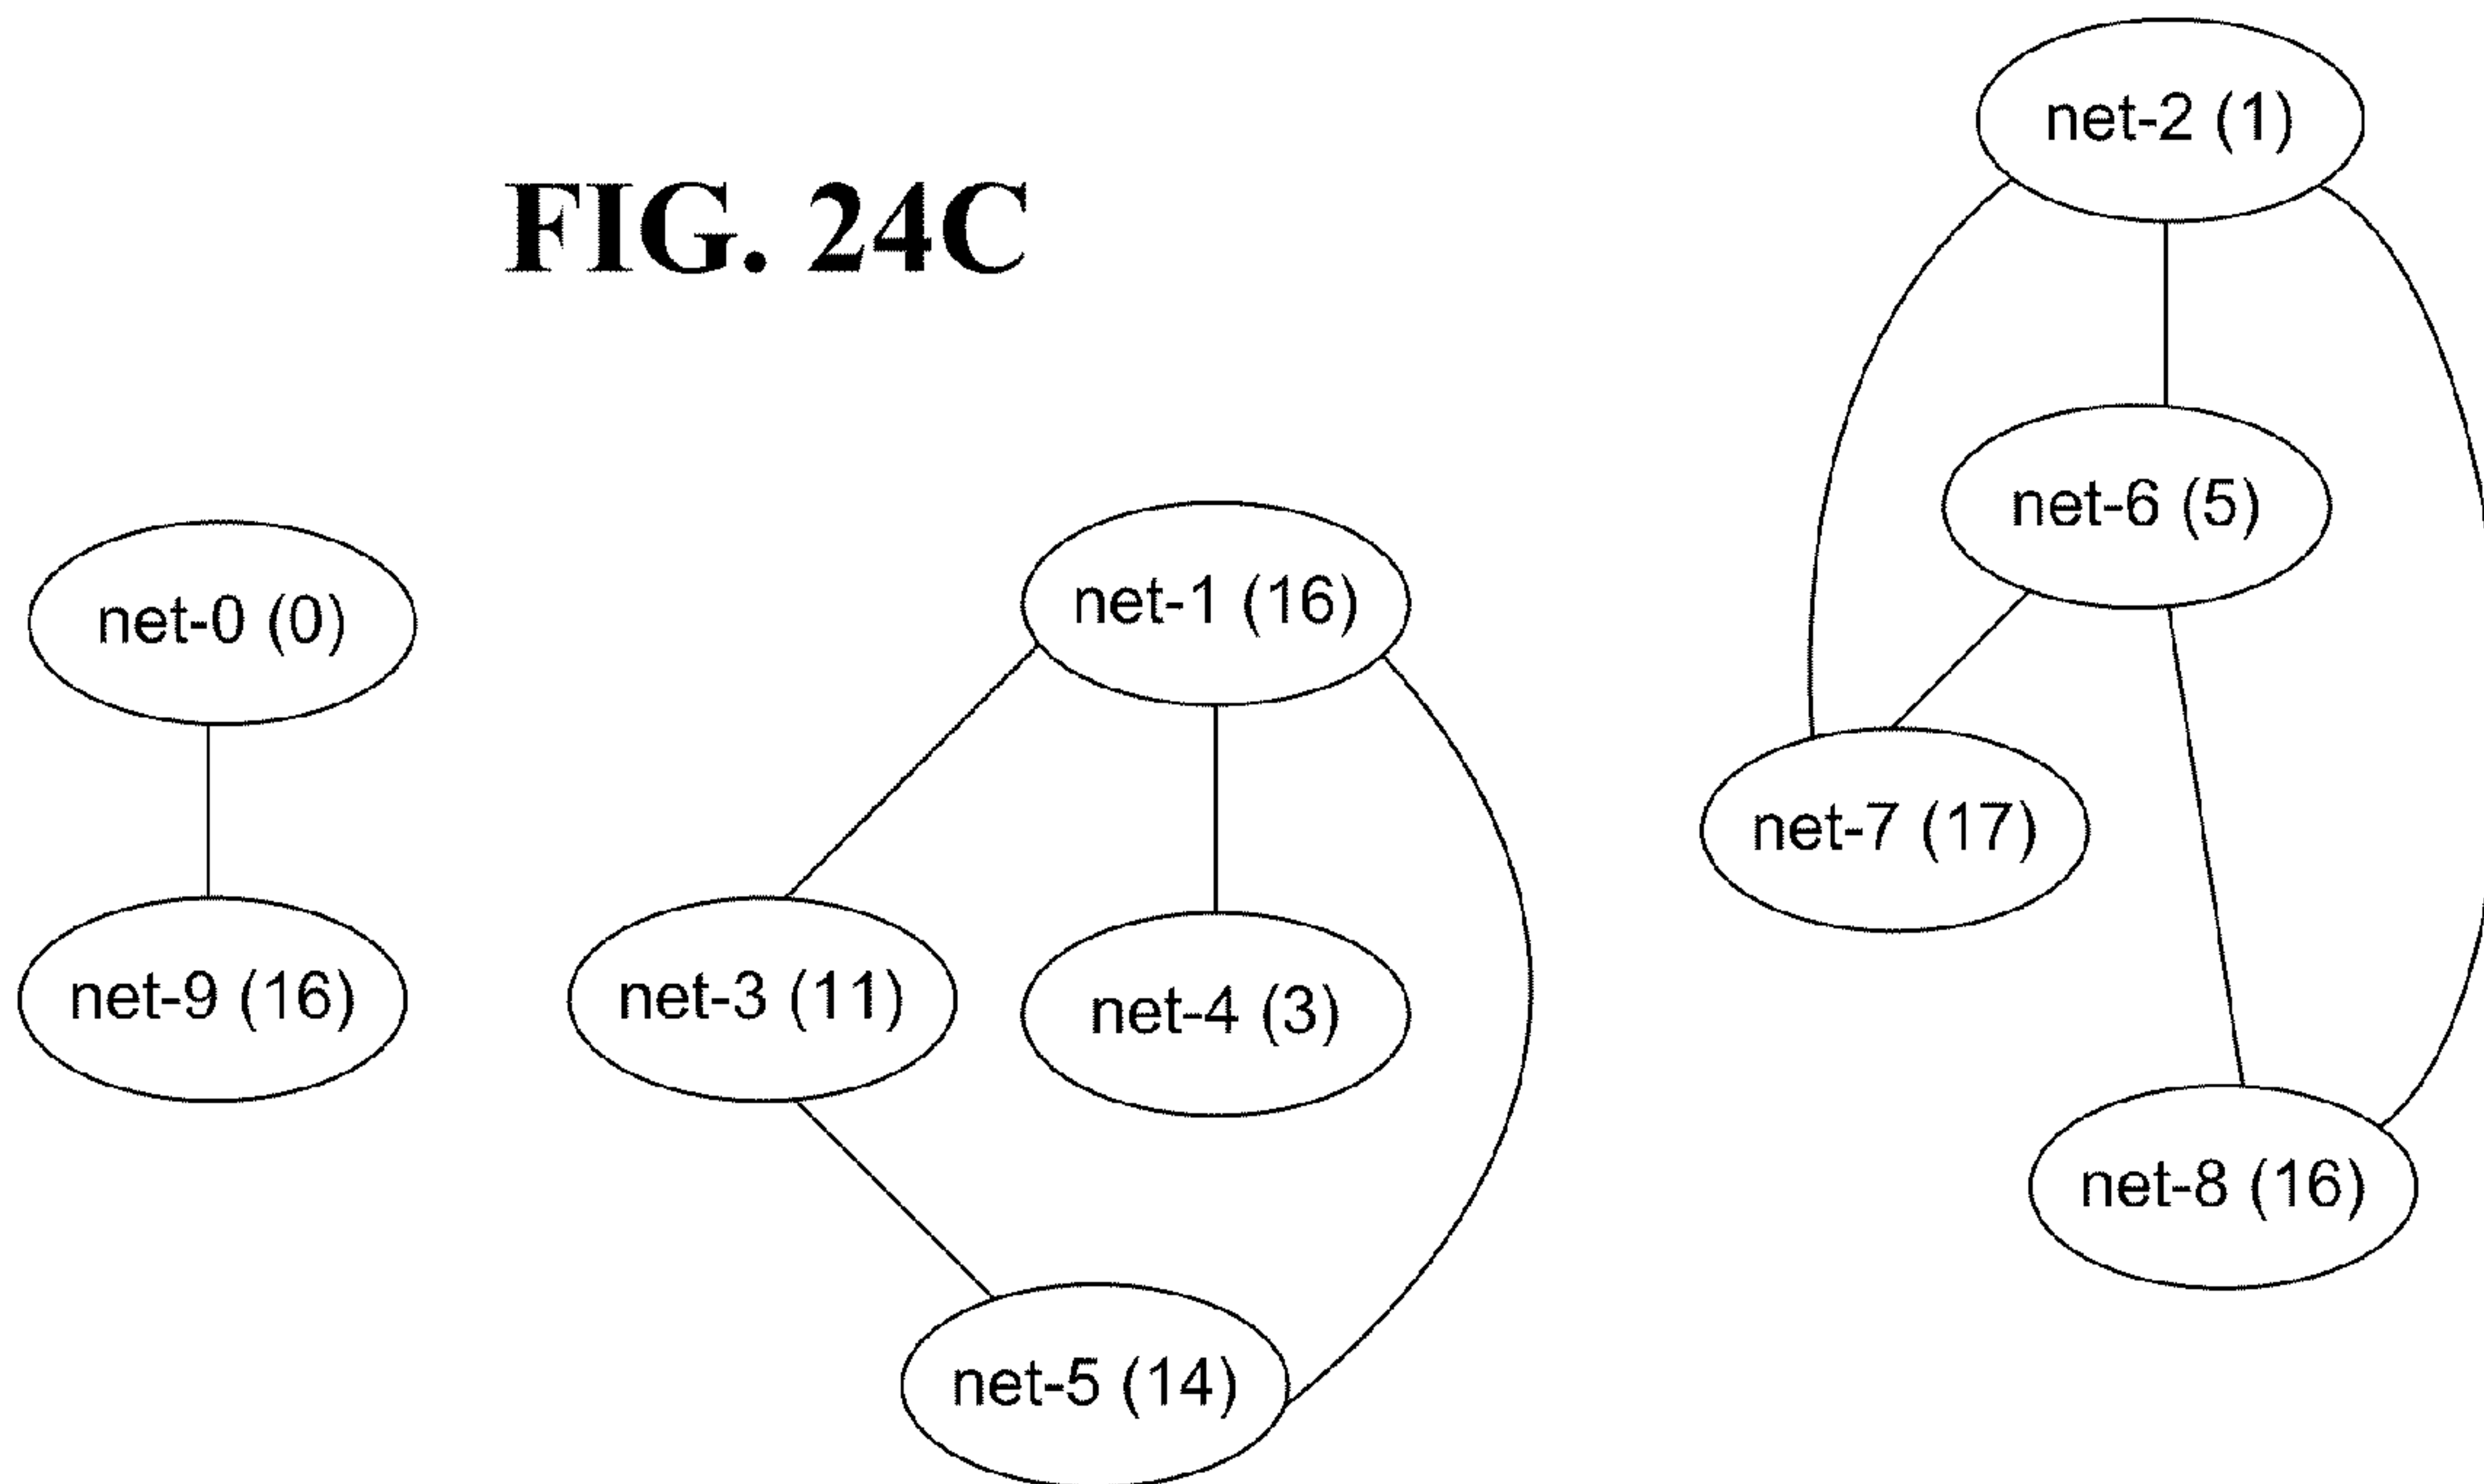 FIG. 24C
net-2 (1)
net-6 (5)
net-0 (0)
net-1 (16)
net-7 (17)
net-9 (16)
net-3 (11)
net-4 (3)
net-8 (16)
net-5 (14)